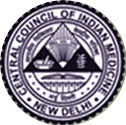 CENTRAL COUNCIL OF INDIAN MEDICINE
NEW DELHI